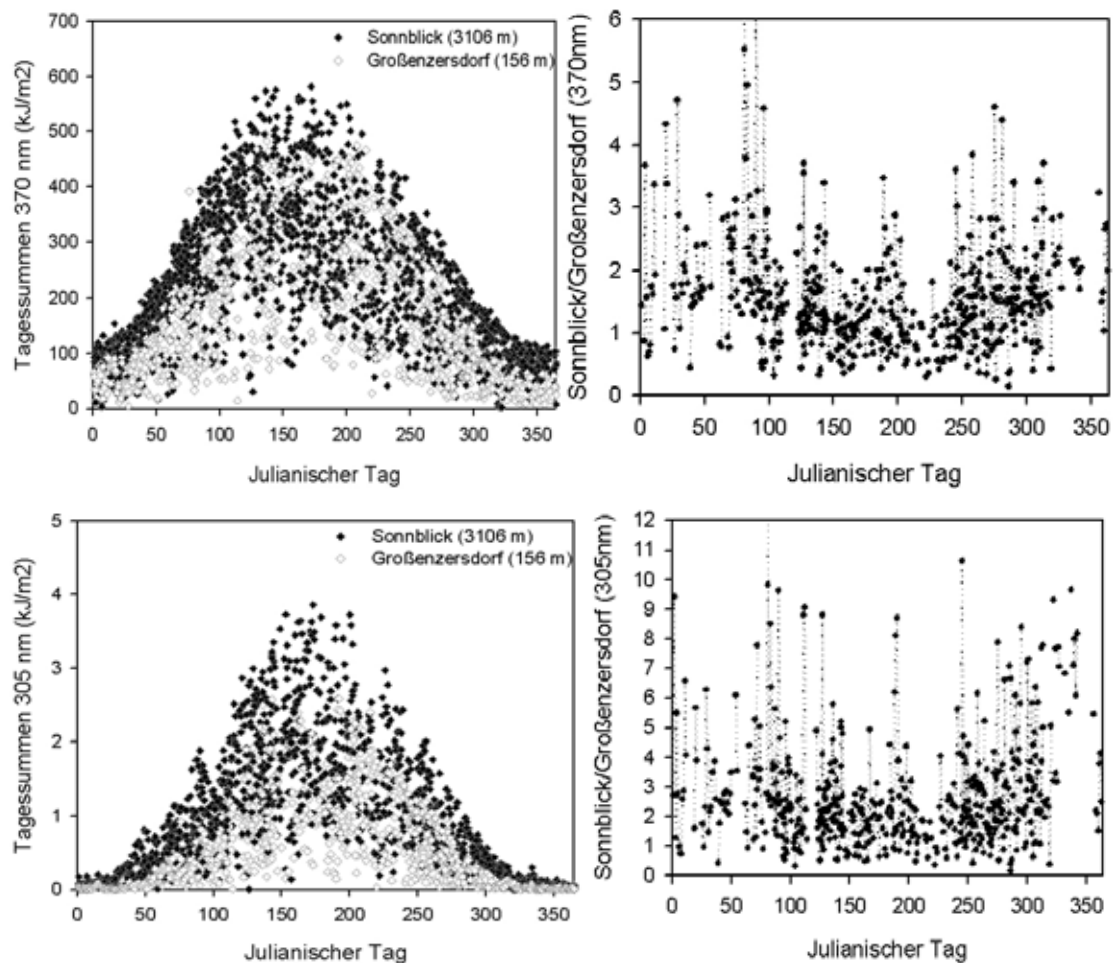 Tagessummen 370 nm (kJ/m2)
700
600
500
400
300
200
100
0
Sonnblick (3106 m)
Großenzersdorf (156 m)
0 50 100 150 200 250 300 350
Julianischer Tag
Sonnblick/Großenzersdorf (370nm)
6
5
4
3
2
1
0
0 50 100 150 200 250 300 350
Julianischer Tag
Tagessummen 305 nm (kJ/m2)
5
4
3
2
1
0
Sonnblick (3106 m)
Großenzersdorf (156 m)
0 50 100 150 200 250 300 350
Julianischer Tag
Sonnblick/Großenzersdorf (305nm)
12
11
10
9
8
7
6
5
4
3
2
1
0
0 50 100 150 200 250 300 350
Julianischer Tag